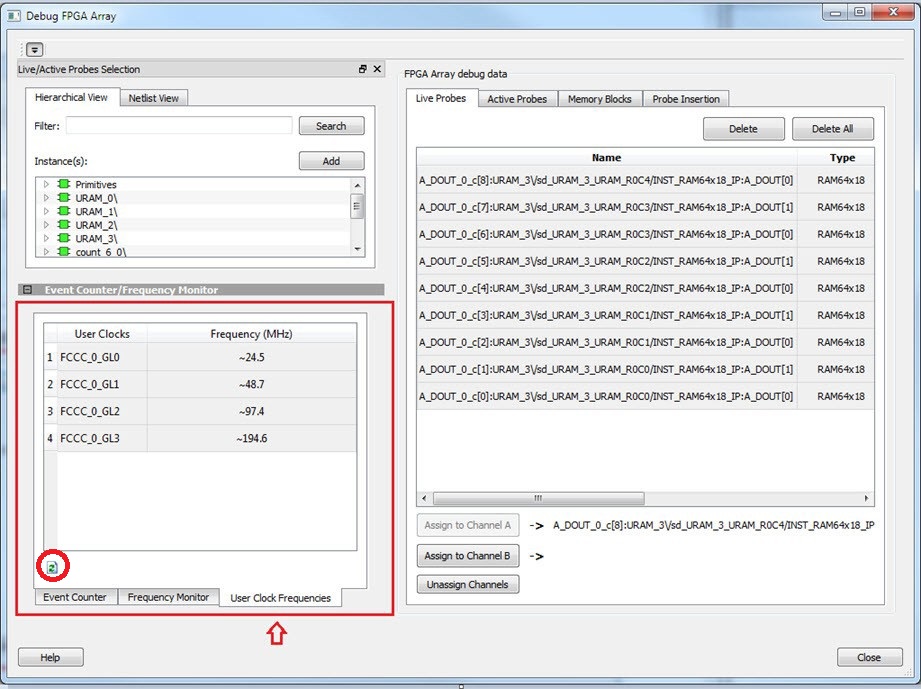 Debug FPGA Array
Live/Active Probes Selection
Hierarchical View
Netlist View
Filter:
Search
Instance(s):
Add
Primitives
URAM_0\
URAM_1\
URAM_2\
URAM_3\
count_6_0\
Event Counter/Frequency Monitor
User Clocks Frequency (MHz)
1 FCCC_0_GL0 ~24.5
2 FCCC_0_GL1 ~48.7
3 FCCC_0_GL2 ~97.4
4 FCCC_0_GL3 ~194.6
Event Counter
Frequency Monitor
User Clock Frequencies
Help
FPGA Array debug data
Live Probes
Active Probes
Memory Blocks
Probe Insertion
Delete
Delete All
Name Type
A_DOUT_0_c[8]:URAM_3\/sd_URAM_3_URAM_R0C4/INST_RAM64x18_IP:A_DOUT[0] RAM64x18
A_DOUT_0_c[7]:URAM_3\/sd_URAM_3_URAM_R0C3/INST_RAM64x18_IP:A_DOUT[1] RAM64x18
A_DOUT_0_c[6]:URAM_3\/sd_URAM_3_URAM_R0C3/INST_RAM64x18_IP:A_DOUT[0] RAM64x18
A_DOUT_0_c[5]:URAM_3\/sd_URAM_3_URAM_R0C2/INST_RAM64x18_IP:A_DOUT[1] RAM64x18
A_DOUT_0_c[4]:URAM_3\/sd_URAM_3_URAM_R0C2/INST_RAM64x18_IP:A_DOUT[0] RAM64x18
A_DOUT_0_c[3]:URAM_3\/sd_URAM_3_URAM_R0C1/INST_RAM64x18_IP:A_DOUT[1] RAM64x18
A_DOUT_0_c[2]:URAM_3\/sd_URAM_3_URAM_R0C1/INST_RAM64x18_IP:A_DOUT[0] RAM64x18
A_DOUT_0_c[1]:URAM_3\/sd_URAM_3_URAM_R0C0/INST_RAM64x18_IP:A_DOUT[1] RAM64x18
A_DOUT_0_c[0]:URAM_3\/sd_URAM_3_URAM_R0C0/INST_RAM64x18_IP:A_DOUT[0] RAM64x18
Assign to Channel A -> A_DOUT_0_c[8]:URAM_3\/sd_URAM_3_URAM_R0C4/INST_RAM64x18_IP
Assign to Channel B ->
Unassign Channels
Close